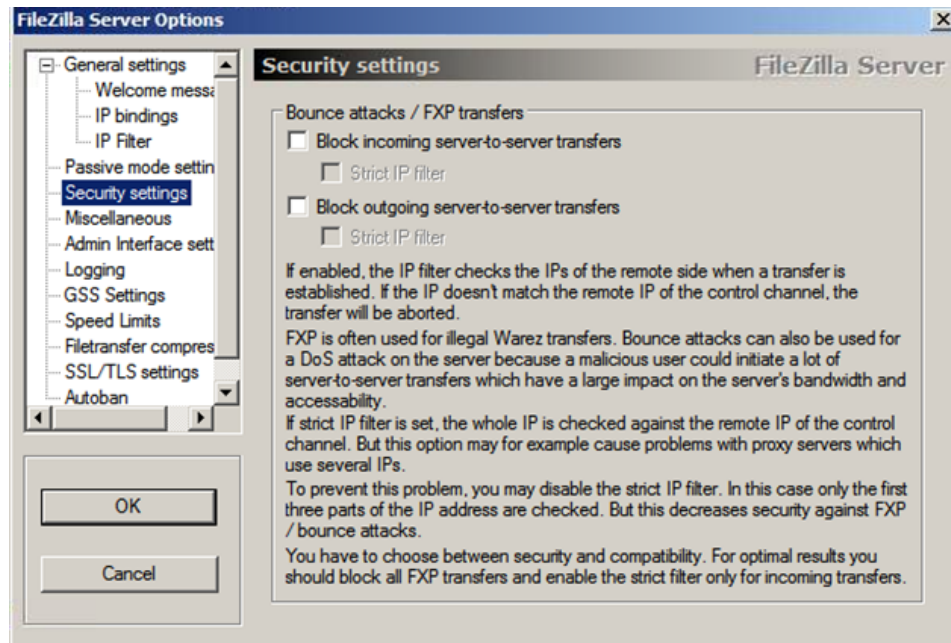 FileZilla Server Options
General settings
Welcome messa
IP bindings
IP Filter
Passive mode settin
Security settings
Miscellaneous
Admin Interface sett
Logging
GSS Settings
Speed Limits
Filetransfer compres
SSL/TLS settings
Autoban
OK
Cancel
Security settings
FileZilla Server
Bounce attacks / FXP transfers
Block incoming server-to-server transfers
Strict IP filter
Block outgoing server-to-server transfers
Strict IP filter
If enabled, the IP filter checks the IPs of the remote side when a transfer is
established. If the IP doesn't match the remote IP of the control channel, the
transfer will be aborted.
FXP is often used for illegal Warez transfers. Bounce attacks can also be used for
a DoS attack on the server because a malicious user could initiate a lot of
server-to-server transfers which have a large impact on the server's bandwidth and
accessability.
If strict IP filter is set, the whole IP is checked against the remote IP of the control
channel. But this option may for example cause problems with proxy servers which
use several IPs.
To prevent this problem, you may disable the strict IP filter. In this case only the first
three parts of the IP address are checked. But this decreases security against FXP
/ bounce attacks.
You have to choose between security and compatibility. For optimal results you
should block all FXP transfers and enable the strict filter only for incoming transfers.